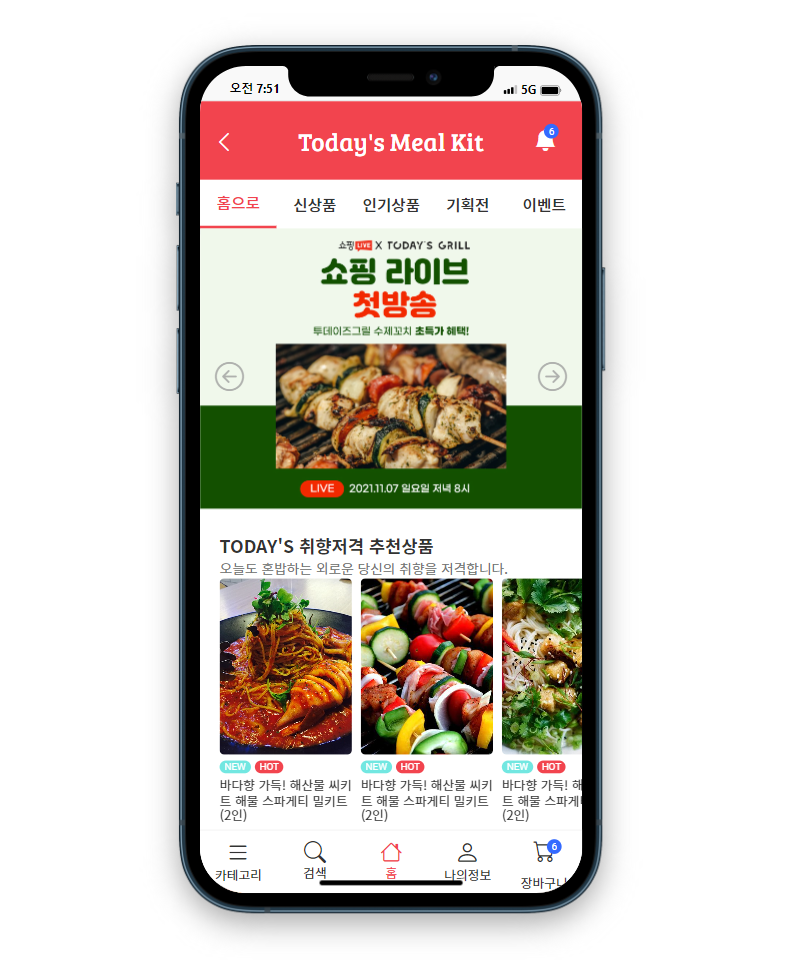 오전 7:51
5G
Today's Meal Kit
6
홈으로 신상품 인기상품 기획전 이벤트
쇼핑LIVE X TODAY'S GRILL
쇼핑 라이브
첫방송
투데이즈그릴 수제꼬치 초특가 혜택!
LIVE 2021.11.07 일요일 저녁 8시
TODAY'S 취향저격 추천상품
오늘도 혼밥하는 외로운 당신의 취향을 저격합니다.
NEW HOT
바다향 가득! 해산물 씨키
트 해물 스파게티 밀키트
(2인)
NEW HOT
바다향 가득! 해산물 씨키
트 해물 스파게티 밀키트
(2인)
NEW HOT
바다향 가득! 해
트 해물 스파게
(2인)
6
카테고리 검색 홈 나의정보 장바구니